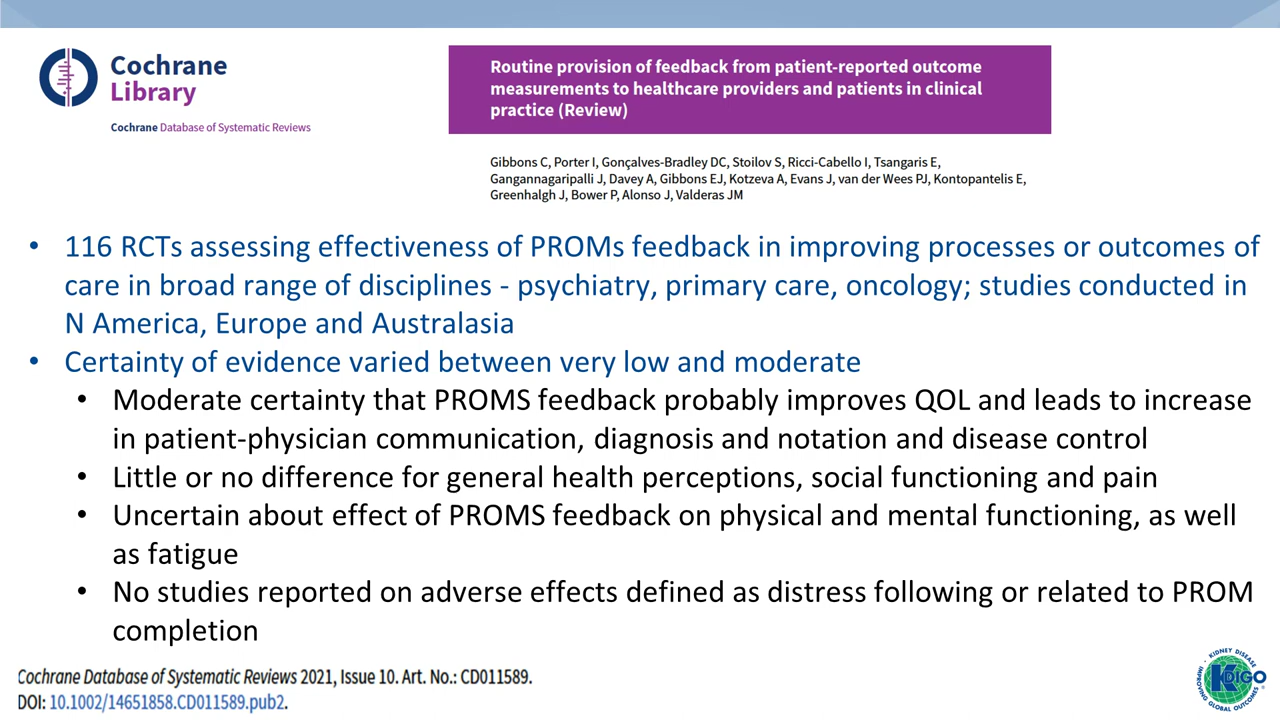 Cochrane
Library
Cochrane Database of Systematic Reviews
Routine provision of feedback from patient-reported outcome
measurements to healthcare providers and patients in clinical
practice (Review)
Gibbons C, Porter I, Gonçalves-Bradley DC, Stoilov S, Ricci-Cabello I, Tsangaris E,
Gangannagaripalli J, Davey A, Gibbons EJ, Kotzeva A, Evans J, van der Wees PJ, Kontopantelis E,
Greenhalgh J, Bower P, Alonso J, Valderas JM
• 116 RCTs assessing effectiveness of PROMs feedback in improving processes or outcomes of
care in broad range of disciplines - psychiatry, primary care, oncology; studies conducted in
N America, Europe and Australasia
• Certainty of evidence varied between very low and moderate
• Moderate certainty that PROMS feedback probably improves QOL and leads to increase
in patient-physician communication, diagnosis and notation and disease control
• Little or no difference for general health perceptions, social functioning and pain
• Uncertain about effect of PROMS feedback on physical and mental functioning, as well
as fatigue
• No studies reported on adverse effects defined as distress following or related to PROM
completion
Cochrane Database of Systematic Reviews 2021, Issue 10. Art. No.: CD011589.
DOI: 10.1002/14651858.CD011589.pub2.
KIDNEY DISEASE
KDIGO
IMPROVING GLOBAL OUTCOMES